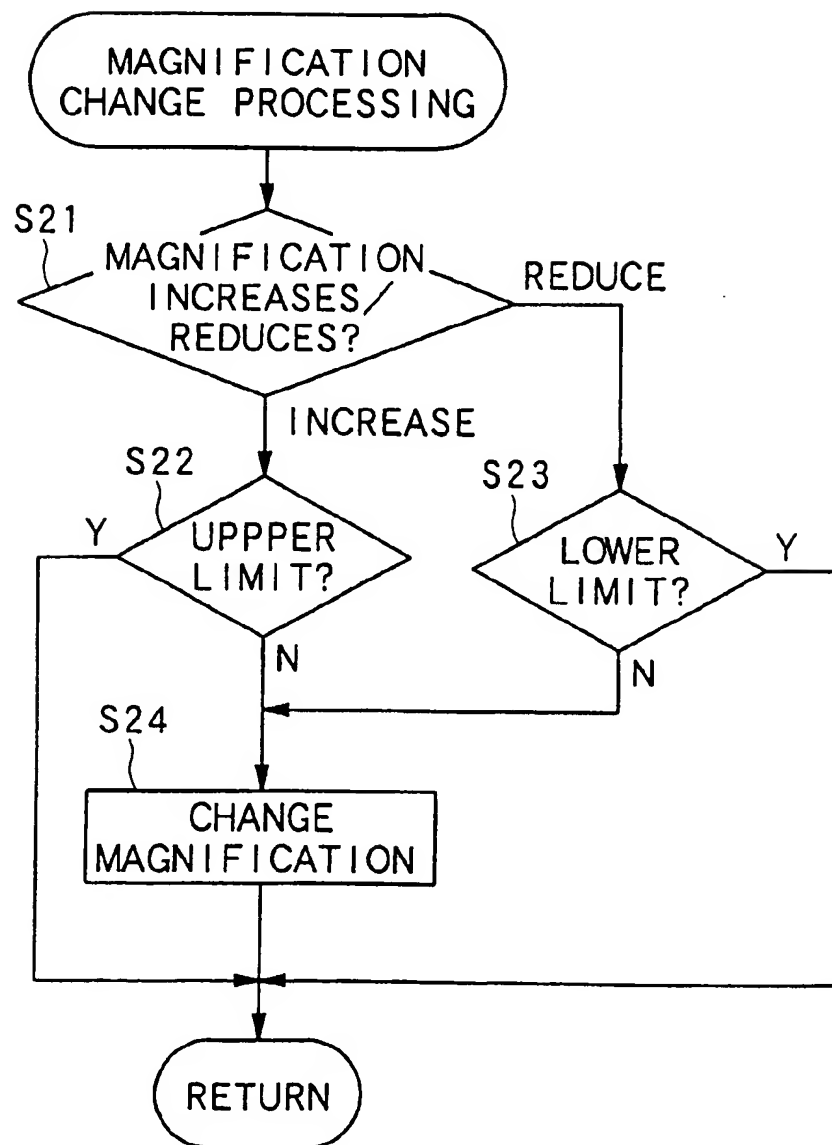 MAGNIFICATION
CHANGE PROCESSING
S21
MAGNIFICATION
INCREASES/
REDUCES?
REDUCE
INCREASE
S22
Y
UPPPER
LIMIT?
N
S23
LOWER
LIMIT?
Y
N
S24
CHANGE
MAGNIFICATION
RETURN